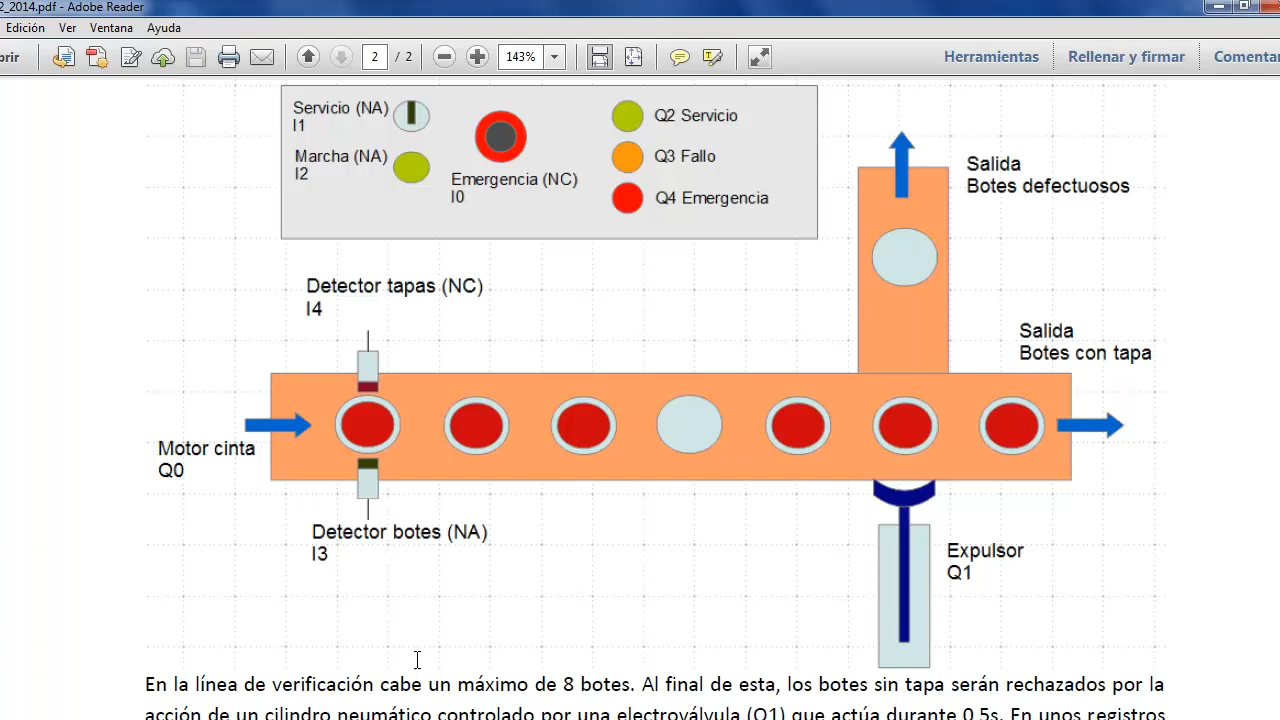 2_2014.pdf - Adobe Reader
Edición Ver Ventana Ayuda
brir 2 / 2 143% Herramientas Rellenar y firmar Comentar
Servicio (NA)
I1
Marcha (NA)
I2
Emergencia (NC)
I0
Q2 Servicio
Q3 Fallo
Q4 Emergencia
Salida
Botes defectuosos
Detector tapas (NC)
I4
Salida
Botes con tapa
Motor cinta
Q0
Detector botes (NA)
I3
Expulsor
Q1
En la línea de verificación cabe un máximo de 8 botes. Al final de esta, los botes sin tapa serán rechazados por la
acción de un cilindro neumático controlado por una electroválvula (Q1) que actúa durante 0,5s. En unos registros